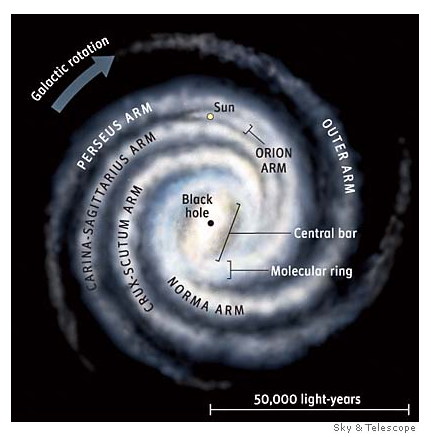 Galactic rotation
PERSEUS ARM
Sun
OUTER ARM
ORION
ARM
CARINA-SAGITTARIUS ARM
CRUX-SCUTUM ARM
Black
hole
Central bar
Molecular ring
NORMA ARM
50,000 light-years
Sky & Telescope